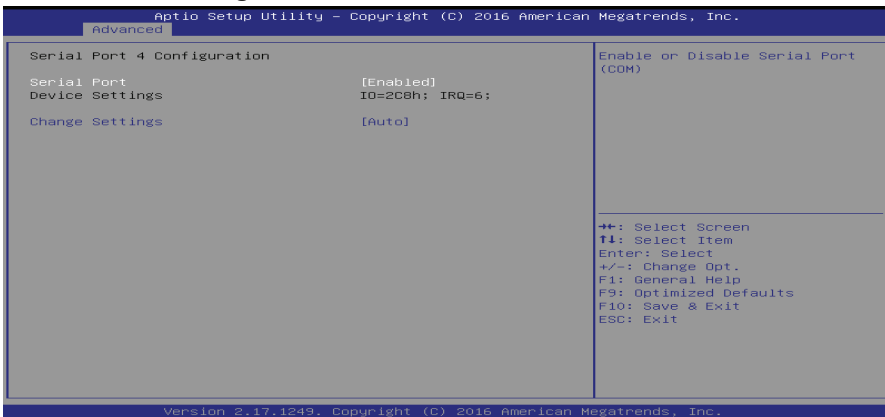 Aptio Setup Utility – Copyright (C) 2016 American Megatrends, Inc.
Advanced
Serial Port 4 Configuration
Serial Port [Enabled]
Device Settings IO=2C8h; IRQ=6;
Change Settings [Auto]
Enable or Disable Serial Port
(COM)
→←: Select Screen
↑↓: Select Item
Enter: Select
+/-: Change Opt.
F1: General Help
F9: Optimized Defaults
F10: Save & Exit
ESC: Exit
Version 2.17.1249. Copyright (C) 2016 American Megatrends, Inc.